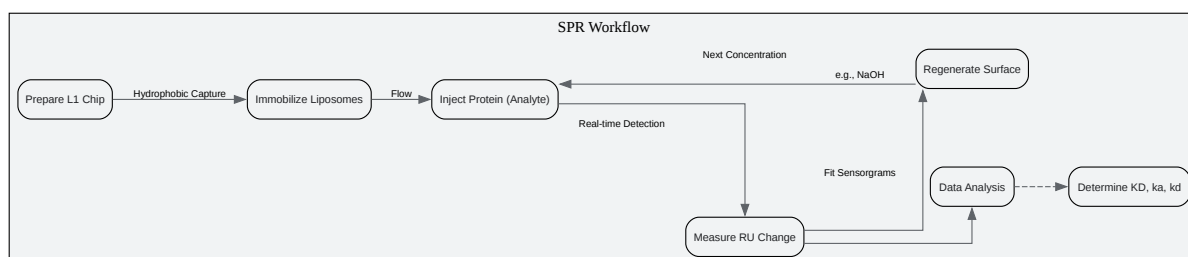 SPR Workflow
Next Concentration
Regenerate Surface
e.g., NaOH
Prepare L1 Chip
Hydrophobic Capture
Immobilize Liposomes
Flow
Inject Protein (Analyte)
Real-time Detection
Fit Sensorgrams
Data Analysis
Determine KD, ka, kd
Measure RU Change